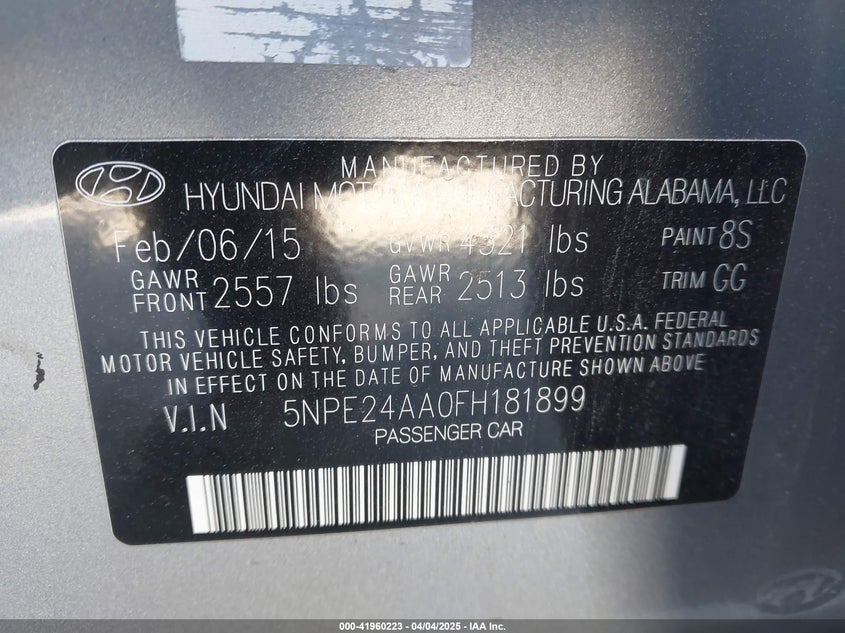 MANUFACTURED BY
HYUNDAI MOTOR MANUFACTURING ALABAMA, LLC
Feb/06/15 GVWR 4321 lbs PAINT 8S
GAWR FRONT 2557 lbs GAWR REAR 2513 lbs TRIM GG
THIS VEHICLE CONFORMS TO ALL APPLICABLE U.S.A. FEDERAL
MOTOR VEHICLE SAFETY, BUMPER, AND THEFT PREVENTION STANDARDS
IN EFFECT ON THE DATE OF MANUFACTURE SHOWN ABOVE
V.I.N 5NPE24AA0FH181899
PASSENGER CAR
000-41960223 - 04/04/2025 - IAA Inc.